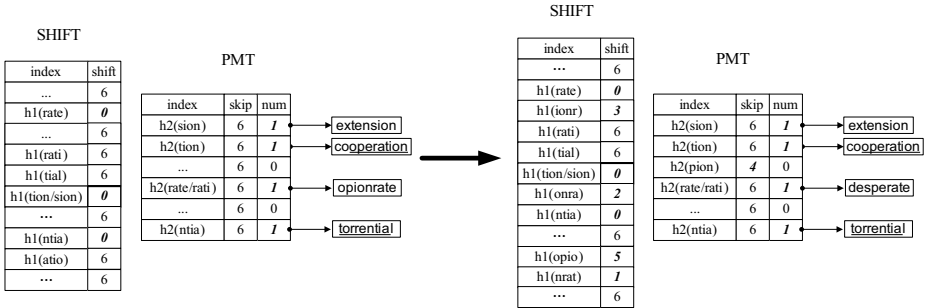 SHIFT
index shift
... 6
h1(rate) 0
... 6
h1(rati) 6
h1(tial) 6
h1(tion/sion) 0
... 6
h1(ntia) 0
h1(atio) 6
... 6
PMT
index skip num
h2(sion) 6 1 extension
h2(tion) 6 1 cooperation
... 6 0
h2(rate/rati) 6 1 opionrate
... 6 0
h2(ntia) 6 1 torrential
SHIFT
index shift
... 6
h1(rate) 0
h1(ionr) 3
h1(rati) 6
h1(tial) 6
h1(tion/sion) 0
h1(onra) 2
h1(ntia) 0
... 6
h1(opio) 5
h1(nrat) 1
... 6
PMT
index skip num
h2(sion) 6 1 extension
h2(tion) 6 1 cooperation
h2(pion) 4 0
h2(rate/rati) 6 1 desperate
... 6 0
h2(ntia) 6 1 torrential